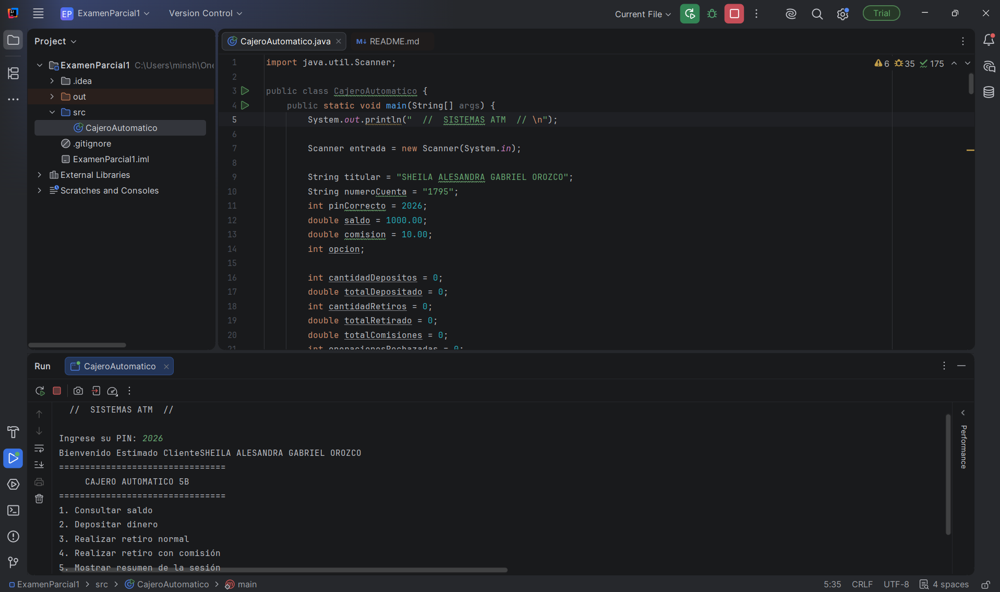 EP ExamenParcial1 Version Control Current File Trial
Project
CajeroAutomatico.java
M↓ README.md
ExamenParcial1 C:\Users\minsh\One
.idea
out
src
CajeroAutomatico
.gitignore
ExamenParcial1.iml
External Libraries
Scratches and Consoles
6 35 175
1 import java.util.Scanner;
2
3 public class CajeroAutomatico {
4 public static void main(String[] args) {
5 System.out.println("  //  SISTEMAS ATM  // \n");
6
7 Scanner entrada = new Scanner(System.in);
8
9 String titular = "SHEILA ALESANDRA GABRIEL OROZCO";
10 String numeroCuenta = "1795";
11 int pinCorrecto = 2026;
12 double saldo = 1000.00;
13 double comision = 10.00;
14 int opcion;
15
16 int cantidadDepositos = 0;
17 double totalDepositado = 0;
18 int cantidadRetiros = 0;
19 double totalRetirado = 0;
20 double totalComisiones = 0;
21 int operacionesRechazadas = 0;
Run CajeroAutomatico
//  SISTEMAS ATM  //
Ingrese su PIN: 2026
Bienvenido Estimado ClienteSHEILA ALESANDRA GABRIEL OROZCO
================================
CAJERO AUTOMATICO 5B
================================
1. Consultar saldo
2. Depositar dinero
3. Realizar retiro normal
4. Realizar retiro con comisión
5. Mostrar resumen de la sesión
Performance
ExamenParcial1 > src > CajeroAutomatico > main
5:35 CRLF UTF-8 4 spaces